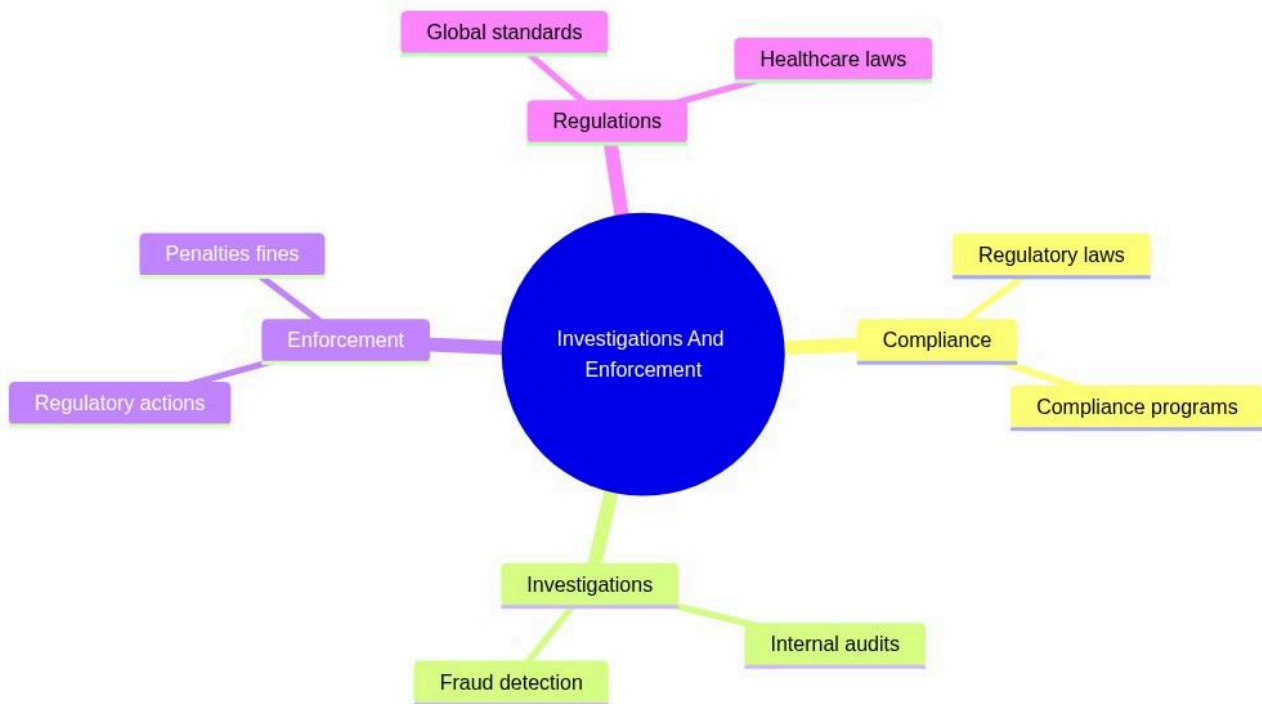 Global standards
Healthcare laws
Regulations
Penalties fines
Regulatory laws
Enforcement
Investigations And
Enforcement
Compliance
Regulatory actions
Compliance programs
Investigations
Internal audits
Fraud detection